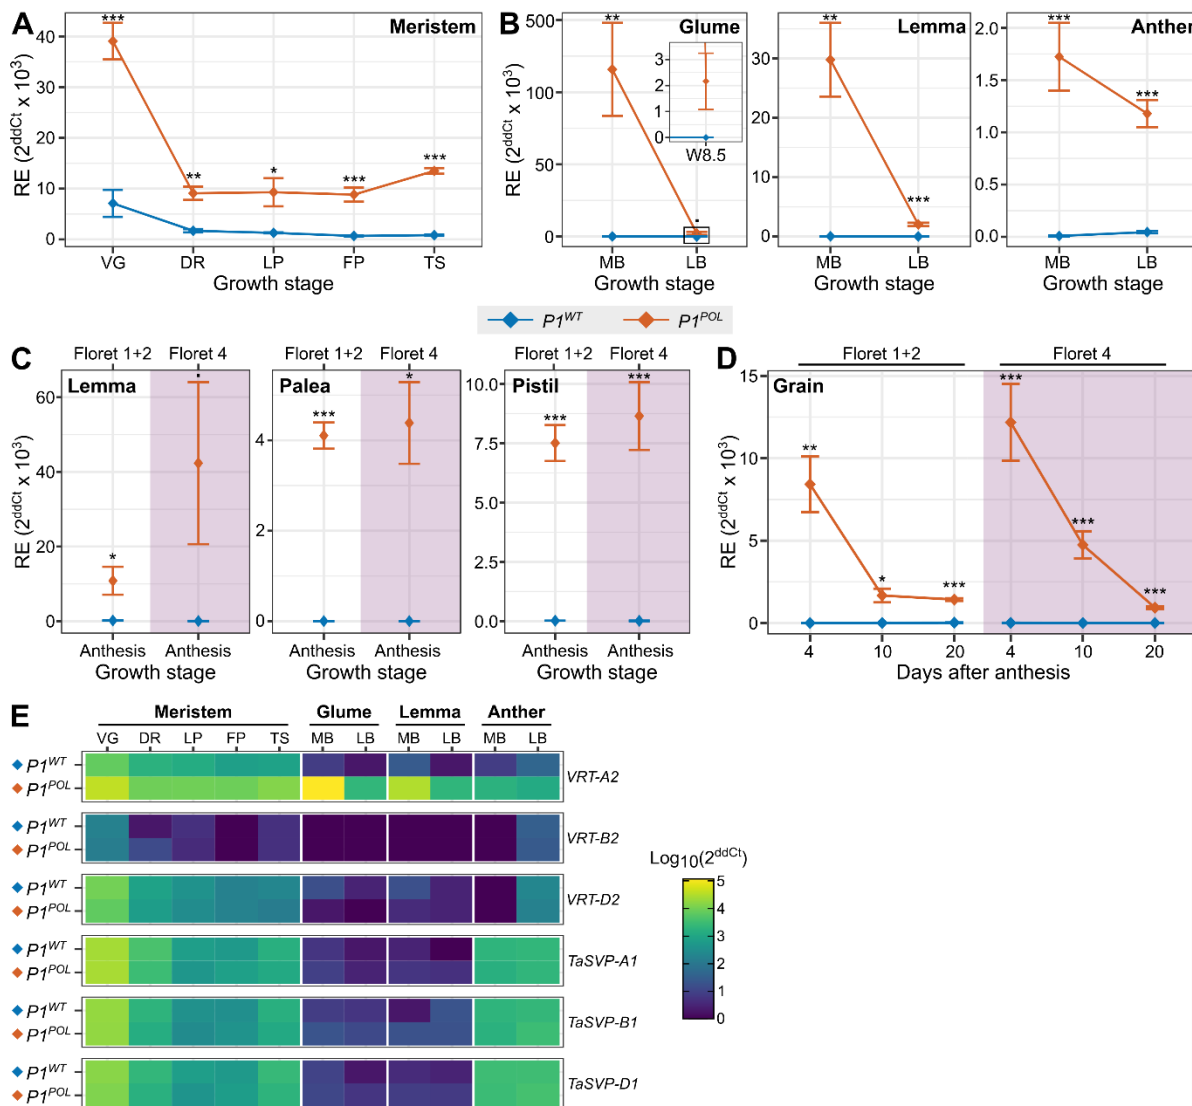 A
Meristem
RE (2^ddCt x 10^3)
40
30
20
10
0
***
**
*
***
***
VG DR LP FP TS
Growth stage
B
Glume
RE (2^ddCt x 10^3)
500
100
50
0
**
.
3
2
1
0
W8.5
MB LB
Growth stage
Lemma
30
20
10
0
**
***
MB LB
Growth stage
Anther
2.0
1.5
1.0
0.5
0.0
***
***
MB LB
Growth stage
P1^WT P1^POL
C
Floret 1+2 Floret 4
Lemma
RE (2^ddCt x 10^3)
60
40
20
0
*
.
Anthesis Anthesis
Growth stage
Floret 1+2 Floret 4
Palea
4
2
0
***
*
Anthesis Anthesis
Growth stage
Floret 1+2 Floret 4
Pistil
10.0
7.5
5.0
2.5
0.0
***
***
Anthesis Anthesis
Growth stage
D
Floret 1+2 Floret 4
Grain
RE (2^ddCt x 10^3)
15
10
5
0
**
*
***
***
***
***
4 10 20 4 10 20
Days after anthesis
E
Meristem Glume Lemma Anther
VG DR LP FP TS MB LB MB LB MB LB
P1^WT
P1^POL
VRT-A2
P1^WT
P1^POL
VRT-B2
P1^WT
P1^POL
VRT-D2
P1^WT
P1^POL
TaSVP-A1
P1^WT
P1^POL
TaSVP-B1
P1^WT
P1^POL
TaSVP-D1
Log10(2^ddCt)
5
4
3
2
1
0